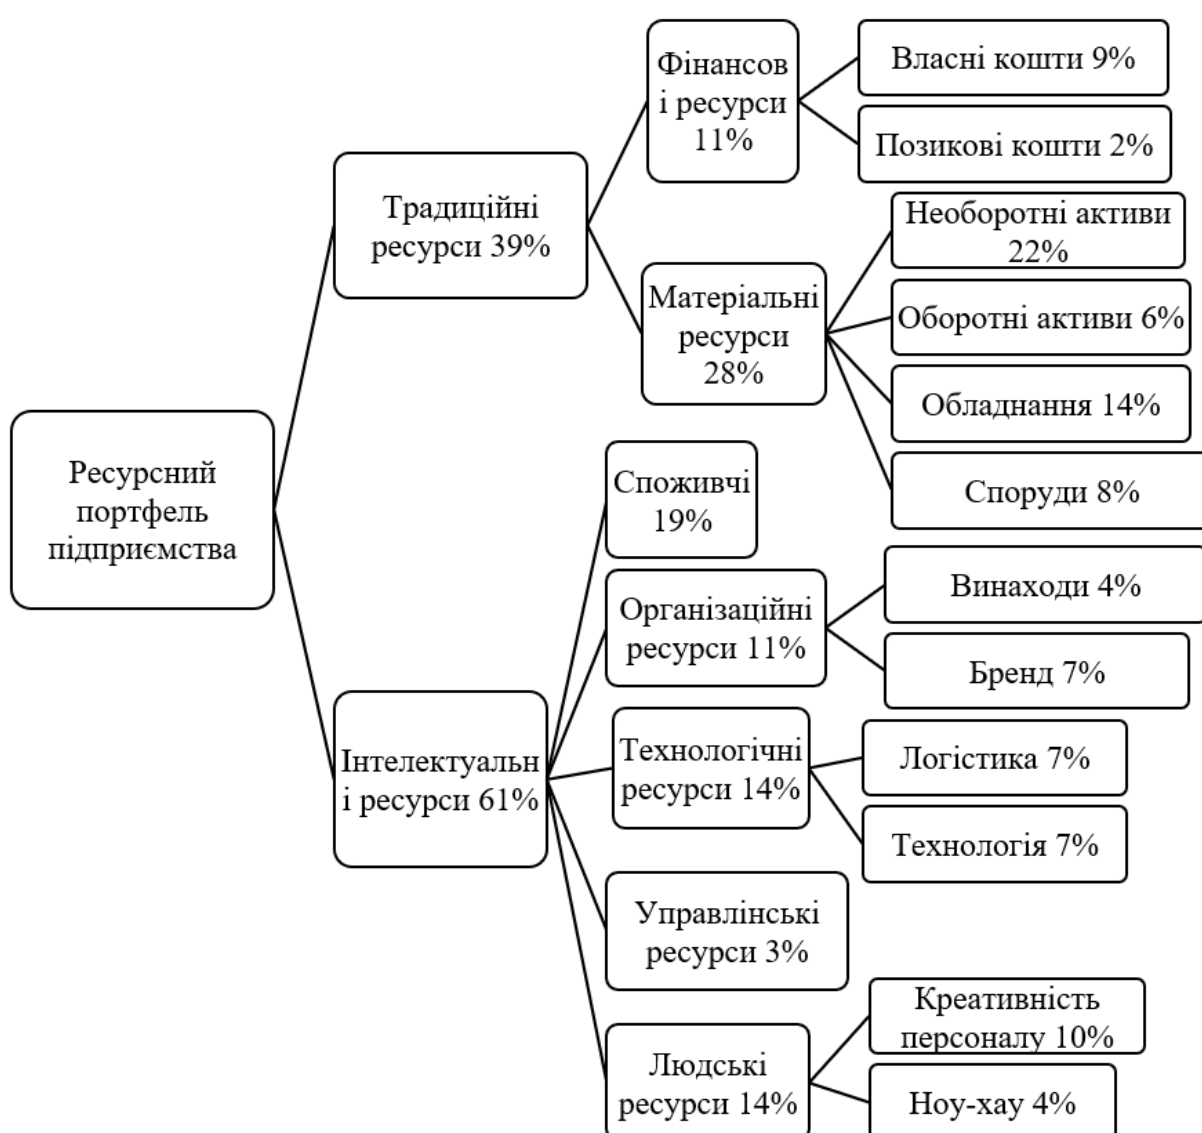 Ресурсний
портфель
підприємства
Традиційні
ресурси 39%
Фінансов
і ресурси
11%
Власні кошти 9%
Позикові кошти 2%
Матеріальні
ресурси
28%
Необоротні активи
22%
Оборотні активи 6%
Обладнання 14%
Споруди 8%
Інтелектуальн
і ресурси 61%
Споживчі
19%
Організаційні
ресурси 11%
Винаходи 4%
Бренд 7%
Технологічні
ресурси 14%
Логістика 7%
Технологія 7%
Управлінські
ресурси 3%
Людські
ресурси 14%
Креативність
персоналу 10%
Ноу-хау 4%